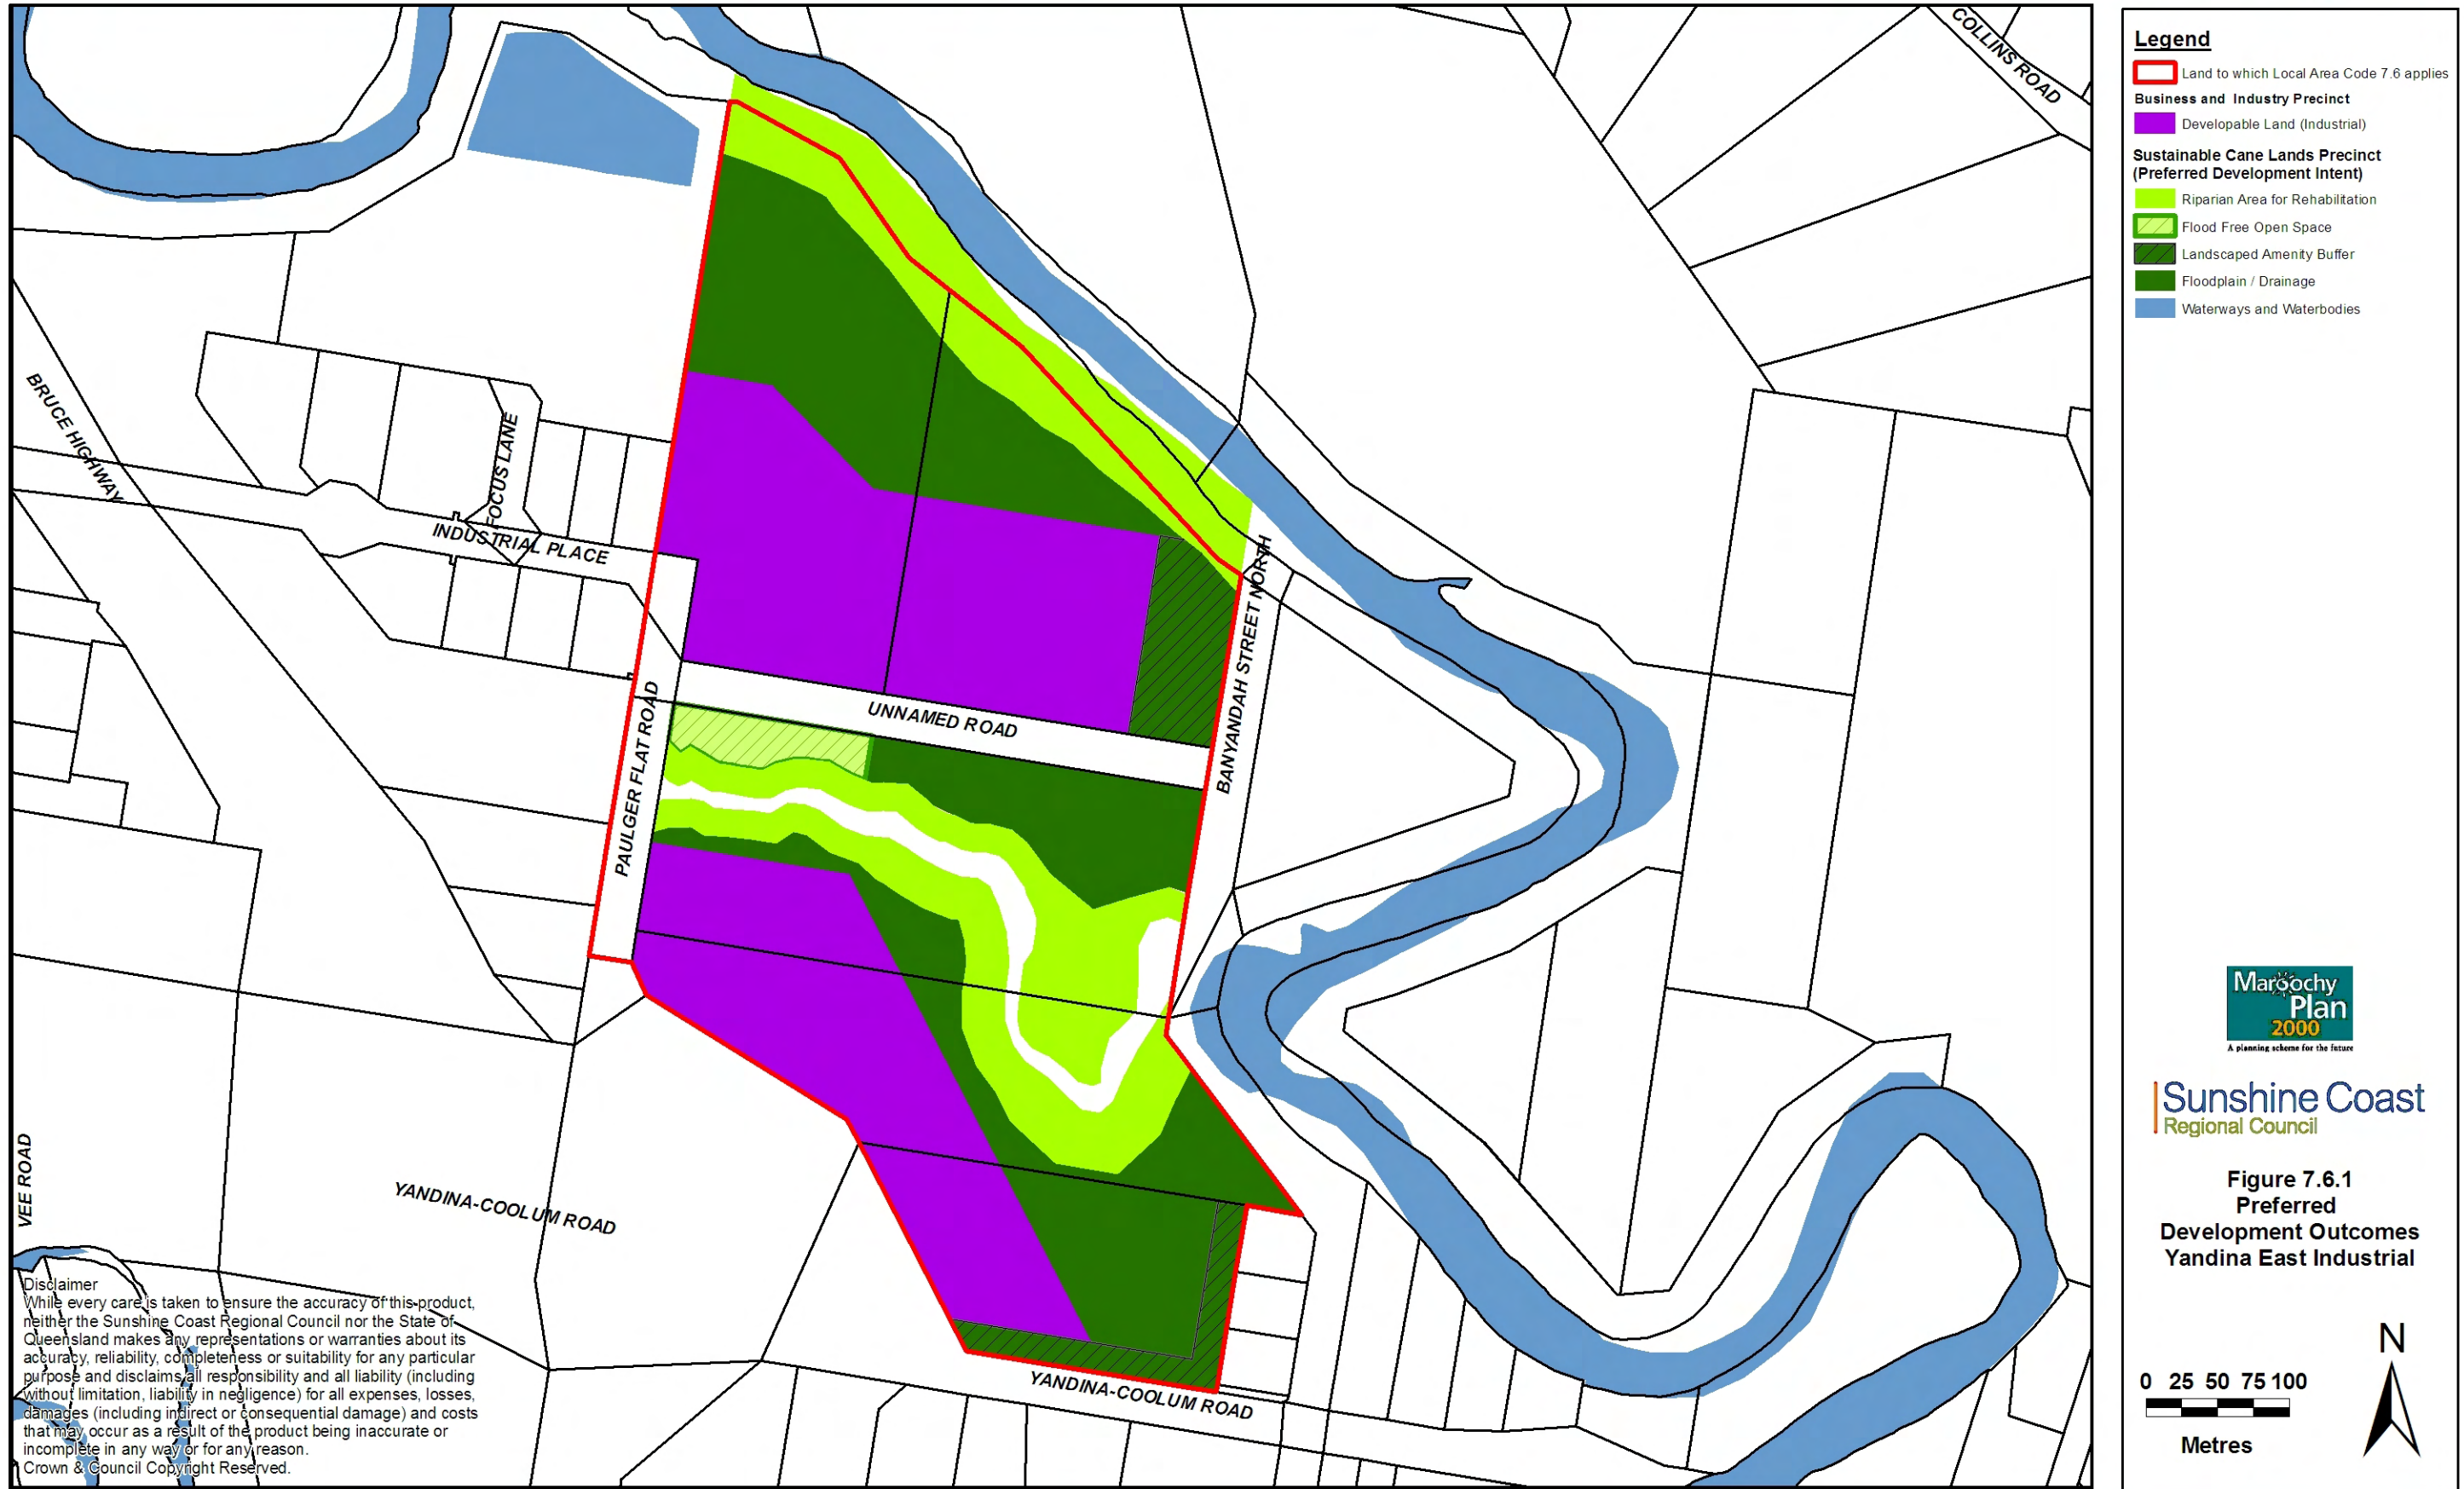 COLLINS ROAD
BRUCE HIGHWAY
FOCUS LANE
INDUSTRIAL PLACE
BANYANDAH STREET NORTH
UNNAMED ROAD
PAULGER FLAT ROAD
VEE ROAD
YANDINA-COOLUM ROAD
YANDINA-COOLUM ROAD
Disclaimer
While every care is taken to ensure the accuracy of this product,
neither the Sunshine Coast Regional Council nor the State of
Queensland makes any representations or warranties about its
accuracy, reliability, completeness or suitability for any particular
purpose and disclaims all responsibility and all liability (including
without limitation, liability in negligence) for all expenses, losses,
damages (including indirect or consequential damage) and costs
that may occur as a result of the product being inaccurate or
incomplete in any way or for any reason.
Crown & Council Copyright Reserved.
Legend
Land to which Local Area Code 7.6 applies
Business and Industry Precinct
Developable Land (Industrial)
Sustainable Cane Lands Precinct
(Preferred Development Intent)
Riparian Area for Rehabilitation
Flood Free Open Space
Landscaped Amenity Buffer
Floodplain / Drainage
Waterways and Waterbodies
Maroochy
Plan
2000
A planning scheme for the future
Sunshine Coast
Regional Council
Figure 7.6.1
Preferred
Development Outcomes
Yandina East Industrial
N
0 25 50 75 100
Metres